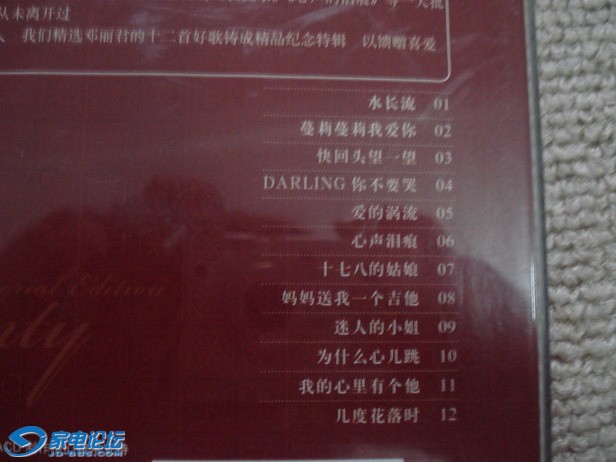 从未离开过
我们精选邓丽君的十二首好歌铸成精品纪念特辑 以馈赠喜爱
水长流 01
蔓莉蔓莉我爱你 02
快回头望一望 03
DARLING 你不要哭 04
爱的涡流 05
心声泪痕 06
十七八的姑娘 07
妈妈送我一个吉他 08
迷人的小姐 09
为什么心儿跳 10
我的心里有个他 11
几度花落时 12
Edition
家电论坛
JD-BBS.COM